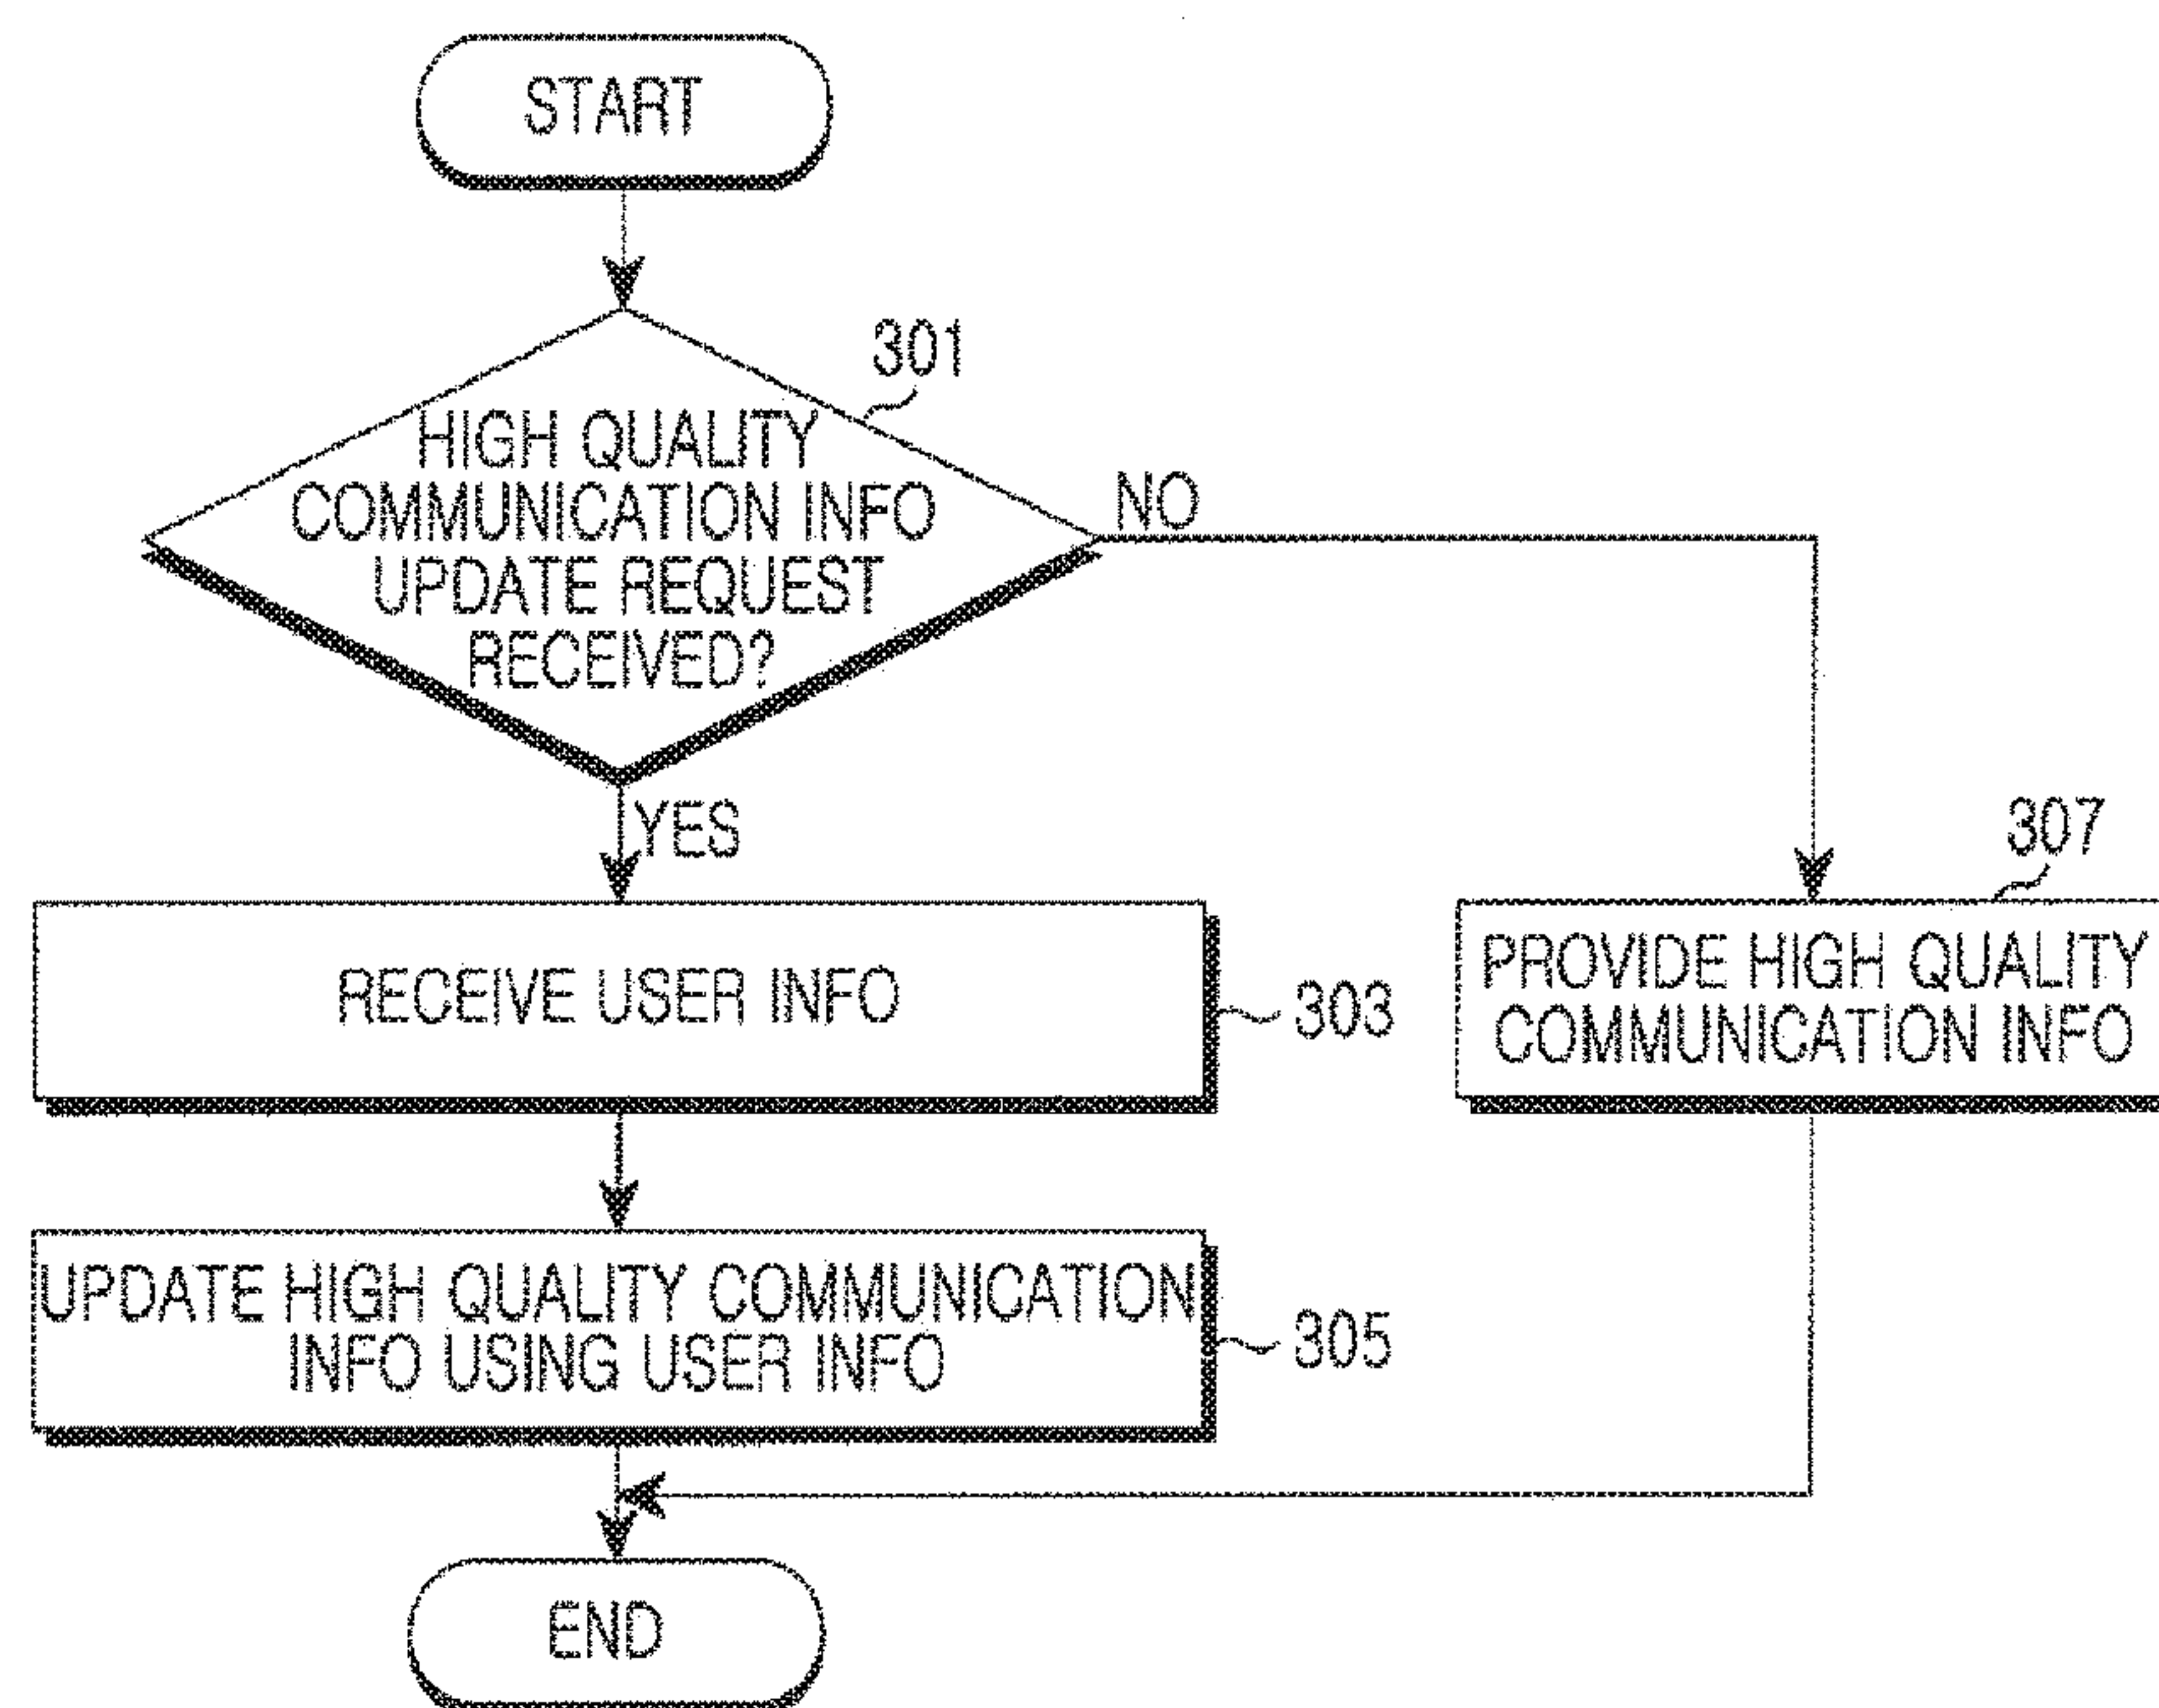 START
301
HIGH QUALITY
COMMUNICATION INFO
UPDATE REQUEST
RECEIVED?
NO
YES
307
RECEIVE USER INFO
303
PROVIDE HIGH QUALITY
COMMUNICATION INFO
UPDATE HIGH QUALITY COMMUNICATION
INFO USING USER INFO
305
END